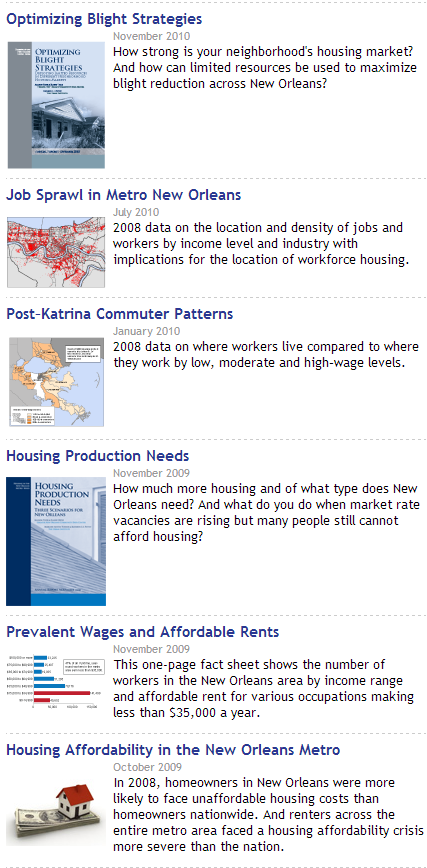 Optimizing Blight Strategies
November 2010
OPTIMIZING
BLIGHT
STRATEGIES
How strong is your neighborhood's housing market?
And how can limited resources be used to maximize
blight reduction across New Orleans?
Job Sprawl in Metro New Orleans
July 2010
2008 data on the location and density of jobs and
workers by income level and industry with
implications for the location of workforce housing.
Post-Katrina Commuter Patterns
January 2010
2008 data on where workers live compared to where
they work by low, moderate and high-wage levels.
Housing Production Needs
November 2009
HOUSING
PRODUCTION
NEEDS
THREE SCENARIOS FOR
NEW ORLEANS
How much more housing and of what type does New
Orleans need? And what do you do when market rate
vacancies are rising but many people still cannot
afford housing?
Prevalent Wages and Affordable Rents
November 2009
This one-page fact sheet shows the number of
workers in the New Orleans area by income range
and affordable rent for various occupations making
less than $35,000 a year.
Housing Affordability in the New Orleans Metro
October 2009
In 2008, homeowners in New Orleans were more
likely to face unaffordable housing costs than
homeowners nationwide. And renters across the
entire metro area faced a housing affordability crisis
more severe than the nation.